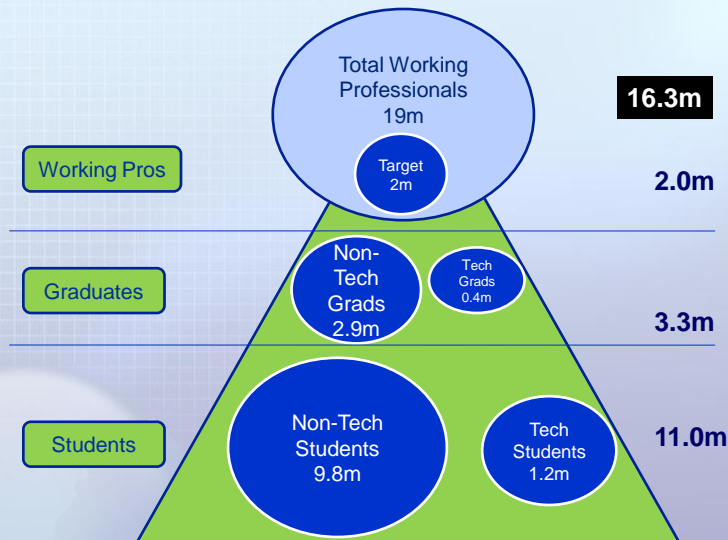 Total Working
Professionals
19m
16.3m
Working Pros
Target
2m
2.0m
Non-
Tech
Grads
2.9m
Tech
Grads
0.4m
Graduates
3.3m
Non-Tech
Students
9.8m
Tech
Students
1.2m
Students
11.0m